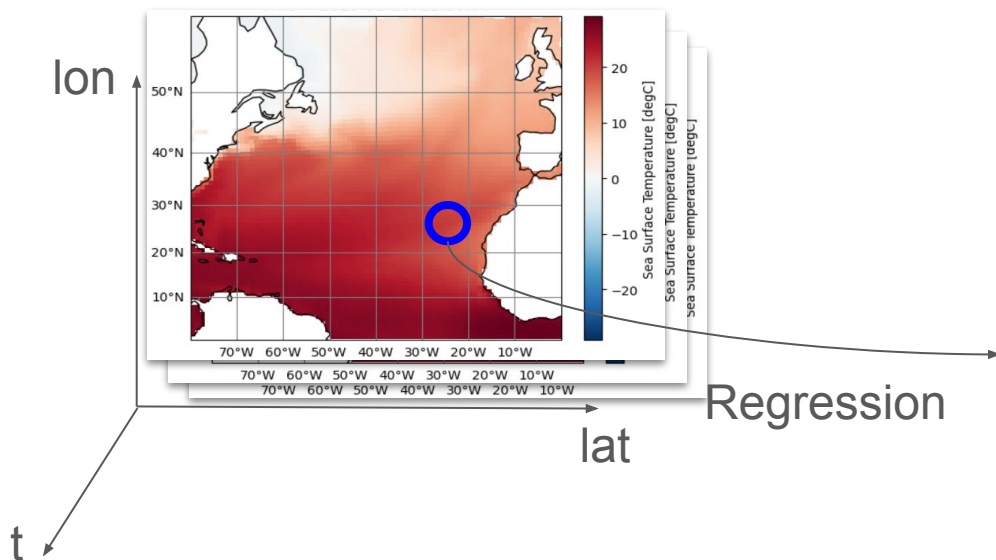 lon
50°N
40°N
30°N
20°N
10°N
70°W 60°W 50°W 40°W 30°W 20°W 10°W
20
10
0
−10
−20
Sea Surface Temperature [degC]
Sea Surface Temperature [degC]
70°W 60°W 50°W 40°W 30°W 20°W 10°W
70°W 60°W 50°W 40°W 30°W 20°W 10°W
Regression
lat
t